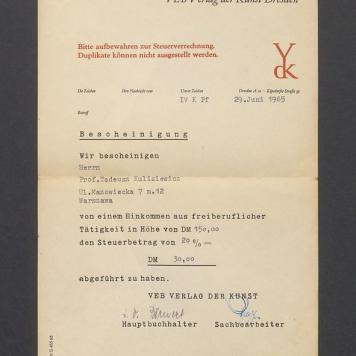 VEB Verlag der Kunst Dresden
Bitte aufbewahren zur Steuerverrechnung.
Duplikate können nicht ausgestellt werden.
Y
dK
Ihr Zeichen Ihre Nachricht vom Unser Zeichen Dresden A
IV K Pf 29.Juni 1965
Betreff
Bescheinigung
Wir bescheinigen
Herrn
Prof.Tadeusz Kulisiewicz
Ul.Mazowiecka 7 m.12
Warszawa
von einem Einkommen aus freiberuflicher
Tätigkeit in Höhe von DM 150,00
den Steuerbetrag von 20 % =
DM 30,00
abgeführt zu haben.
VEB VERLAG DER KUNST
Hauptbuchhalter Sachbearbeiter